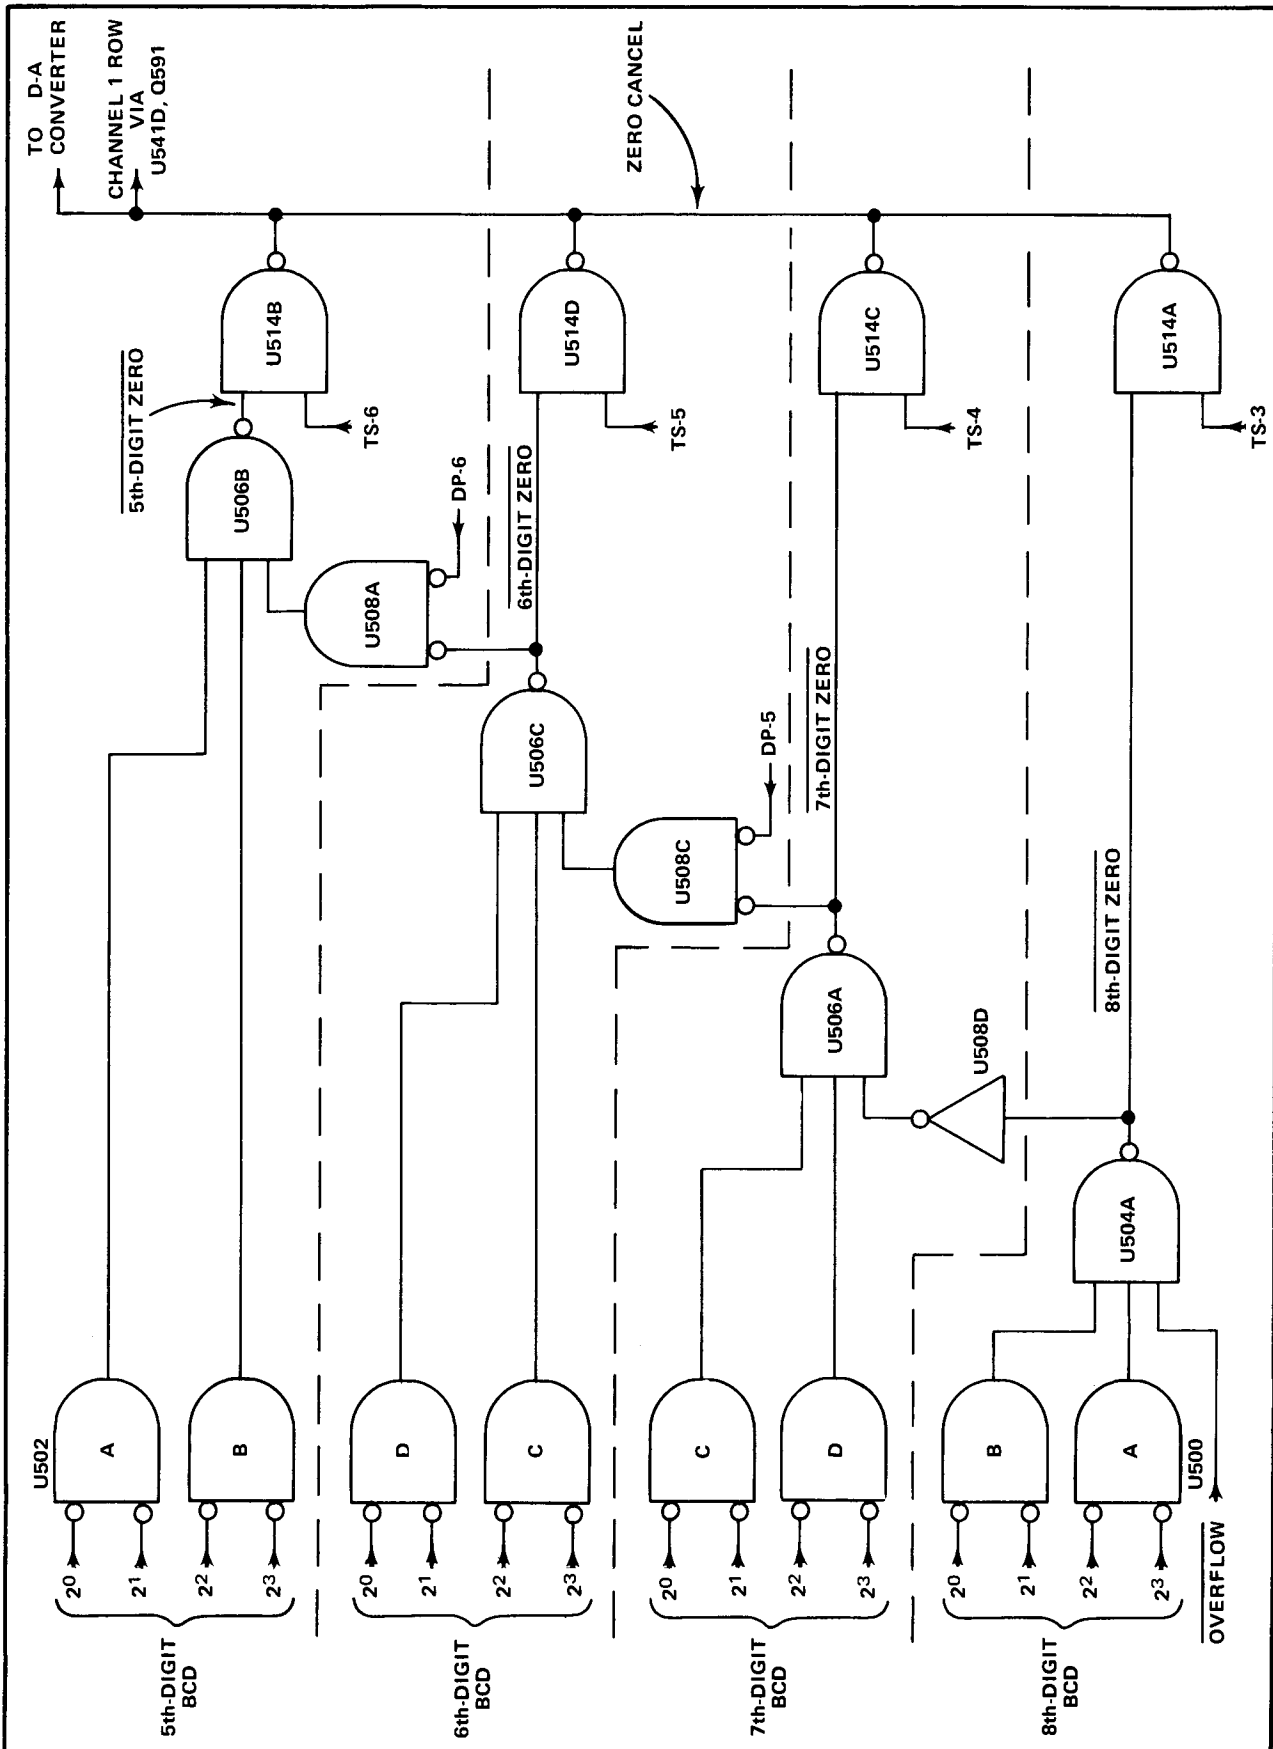 5th-DIGIT
BCD
2⁰
2¹
2²
2³
U502
A
B
5th-DIGIT ZERO
U506B
U508A
DP-6
TS-6
U514B
TO D-A
CONVERTER
CHANNEL 1 ROW
VIA
U541D, Q591
6th-DIGIT
BCD
2⁰
2¹
2²
2³
D
C
U506C
6th-DIGIT ZERO
U508C
DP-5
TS-5
U514D
ZERO CANCEL
7th-DIGIT
BCD
2⁰
2¹
2²
2³
C
D
U506A
7th-DIGIT ZERO
U508D
TS-4
U514C
8th-DIGIT
BCD
2⁰
2¹
2²
2³
B
A
U500
OVERFLOW
U504A
8th-DIGIT ZERO
TS-3
U514A